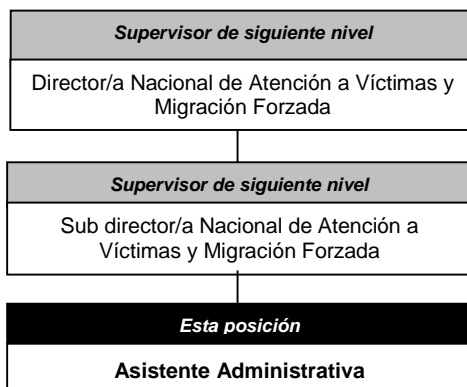 Supervisor de siguiente nivel
Director/a Nacional de Atención a Víctimas y
Migración Forzada
Supervisor de siguiente nivel
Sub director/a Nacional de Atención a
Víctimas y Migración Forzada
Esta posición
Asistente Administrativa